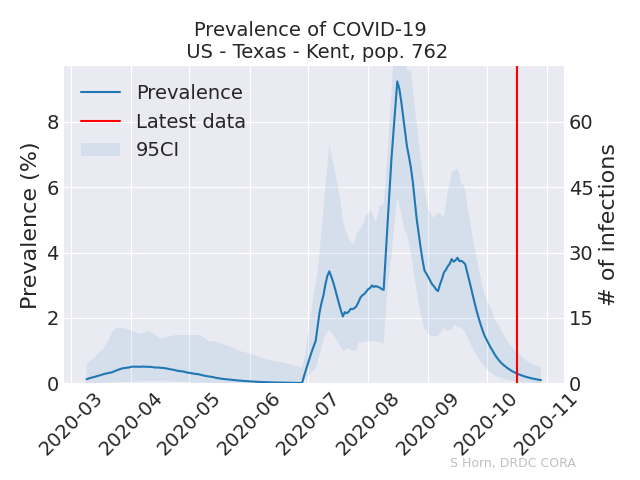 Prevalence of COVID-19
US - Texas - Kent, pop. 762
Prevalence
Latest data
95CI
Prevalence (%)
0
2
4
6
8
# of infections
0
15
30
45
60
2020-03
2020-04
2020-05
2020-06
2020-07
2020-08
2020-09
2020-10
2020-11
S Horn, DRDC CORA